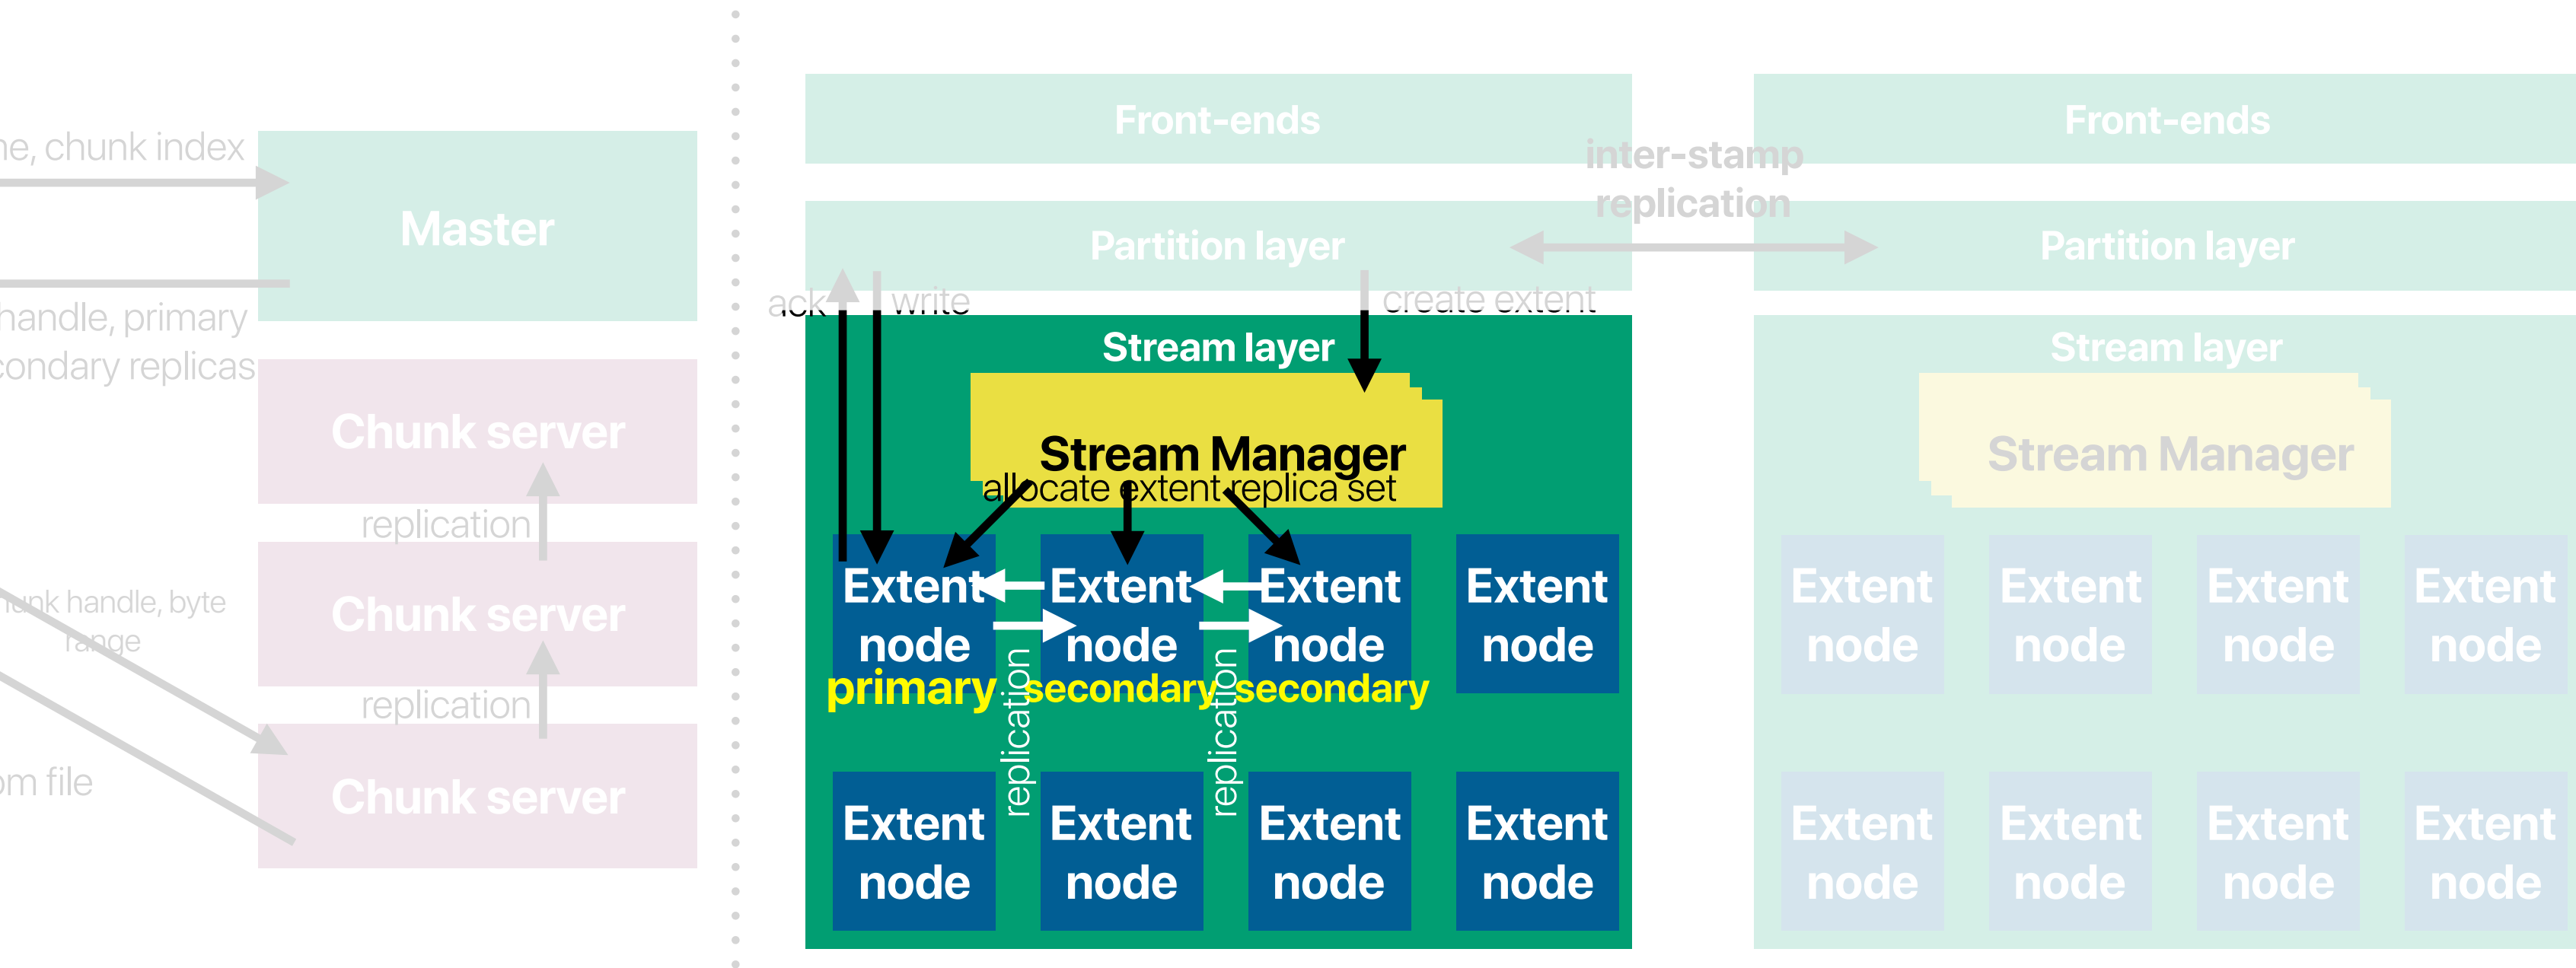 chunk index
Master
handle, primary
replicas
Chunk server
replication
Chunk server
handle, byte
range
replication
file
Chunk server
Front-ends
inter-stamp
replication
Partition layer
ack
write
create extent
Stream layer
Stream Manager
allocate extent replica set
Extent
node
primary
Extent
node
secondary
Extent
node
secondary
Extent
node
replication
replication
Extent
node
Extent
node
Extent
node
Extent
node
Front-ends
Partition layer
Stream layer
Stream Manager
Extent
node
Extent
node
Extent
node
Extent
node
Extent
node
Extent
node
Extent
node
Extent
node